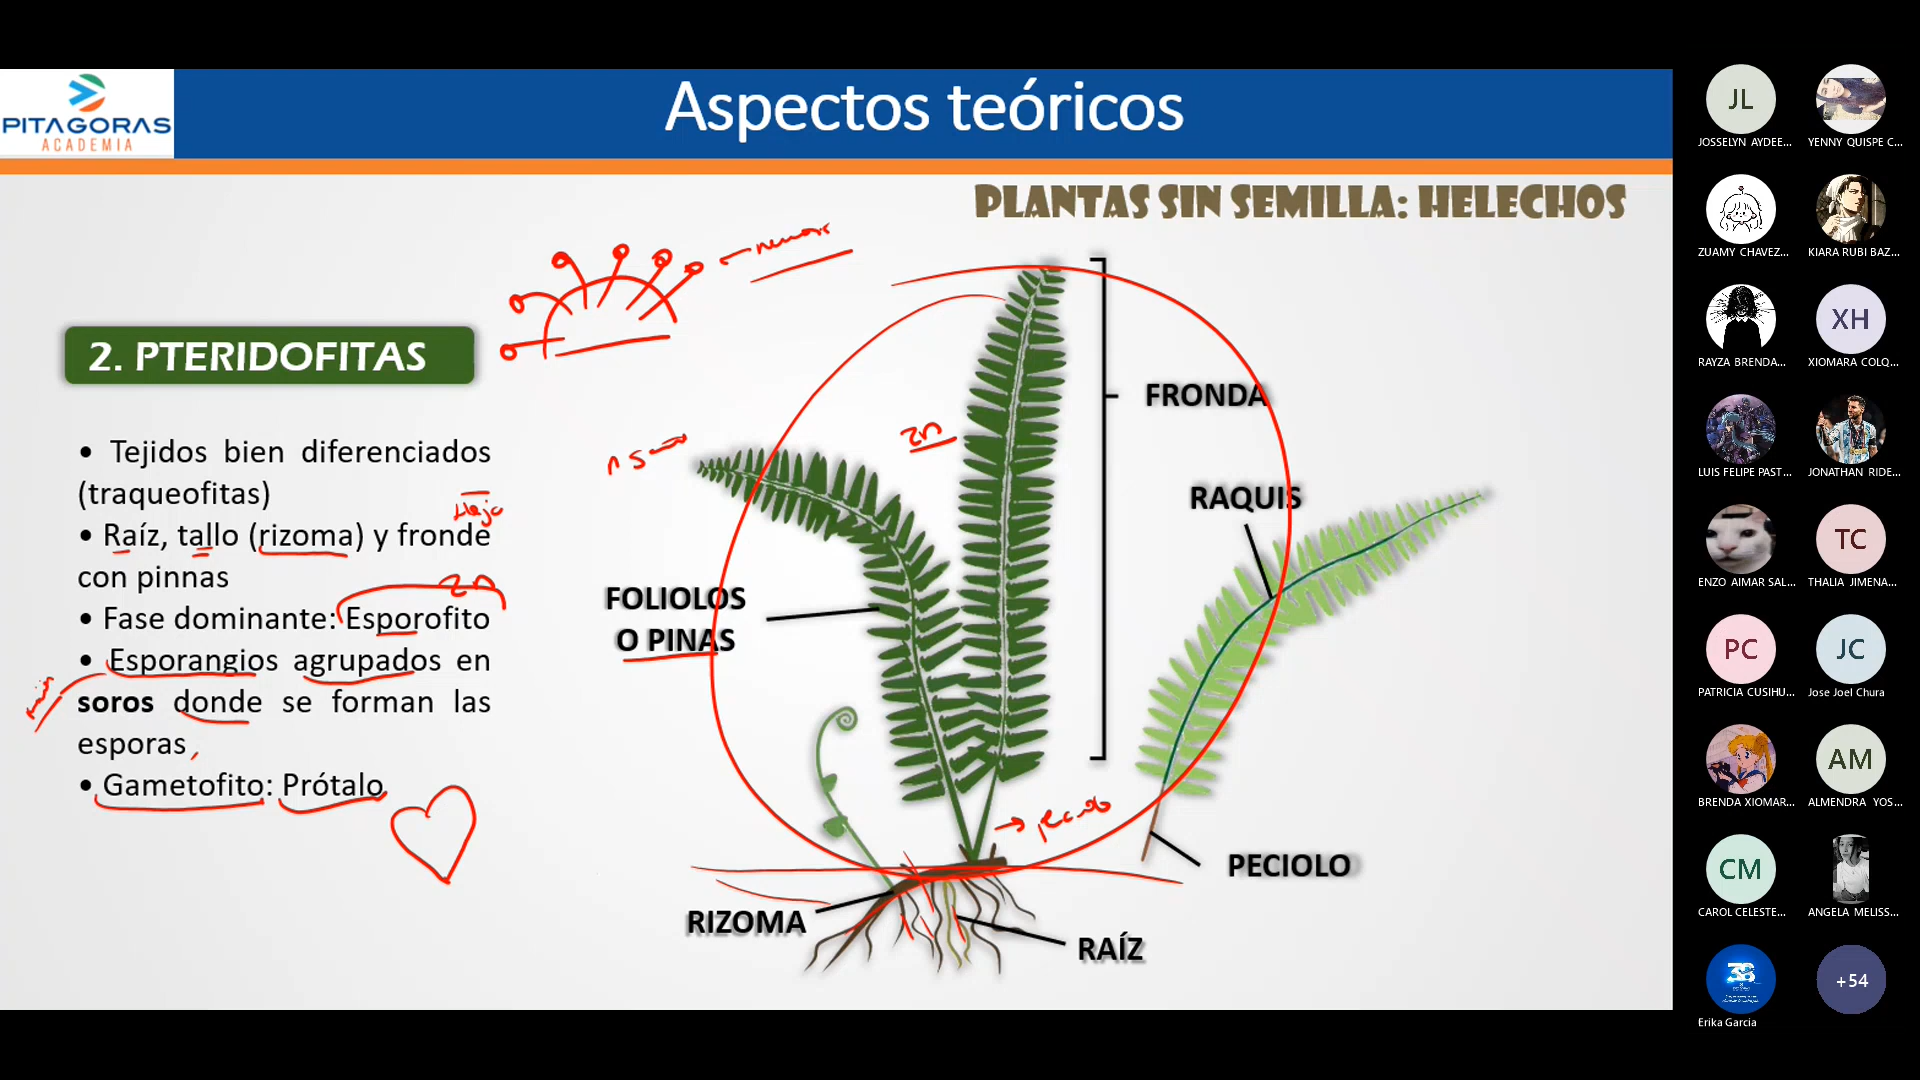 PITAGORAS
ACADEMIA
Aspectos teóricos
PLANTAS SIN SEMILLA: HELECHOS
2. PTERIDOFITAS
• Tejidos bien diferenciados
(traqueofitas)
Hoja
• Raíz, tallo (rizoma) y fronde
con pinnas
2n
• Fase dominante: Esporofito
• Esporangios agrupados en
soros donde se forman las
esporas
• Gametofito: Prótalo
2n
FRONDA
RAQUIS
FOLIOLOS
O PINAS
peciolo
PECIOLO
RIZOMA
RAÍZ
JL
JOSSELYN AYDEE...
YENNY QUISPE C...
ZUAMY CHAVEZ...
KIARA RUBI BAZ...
RAYZA BRENDA...
XH
XIOMARA COLQ...
LUIS FELIPE PAST...
JONATHAN RIDE...
ENZO AIMAR SAL...
TC
THALIA JIMENA...
PC
PATRICIA CUSIHU...
JC
Jose Joel Chura
BRENDA XIOMAR...
AM
ALMENDRA YOS...
CM
CAROL CELESTE...
ANGELA MELISS...
Erika Garcia
+54